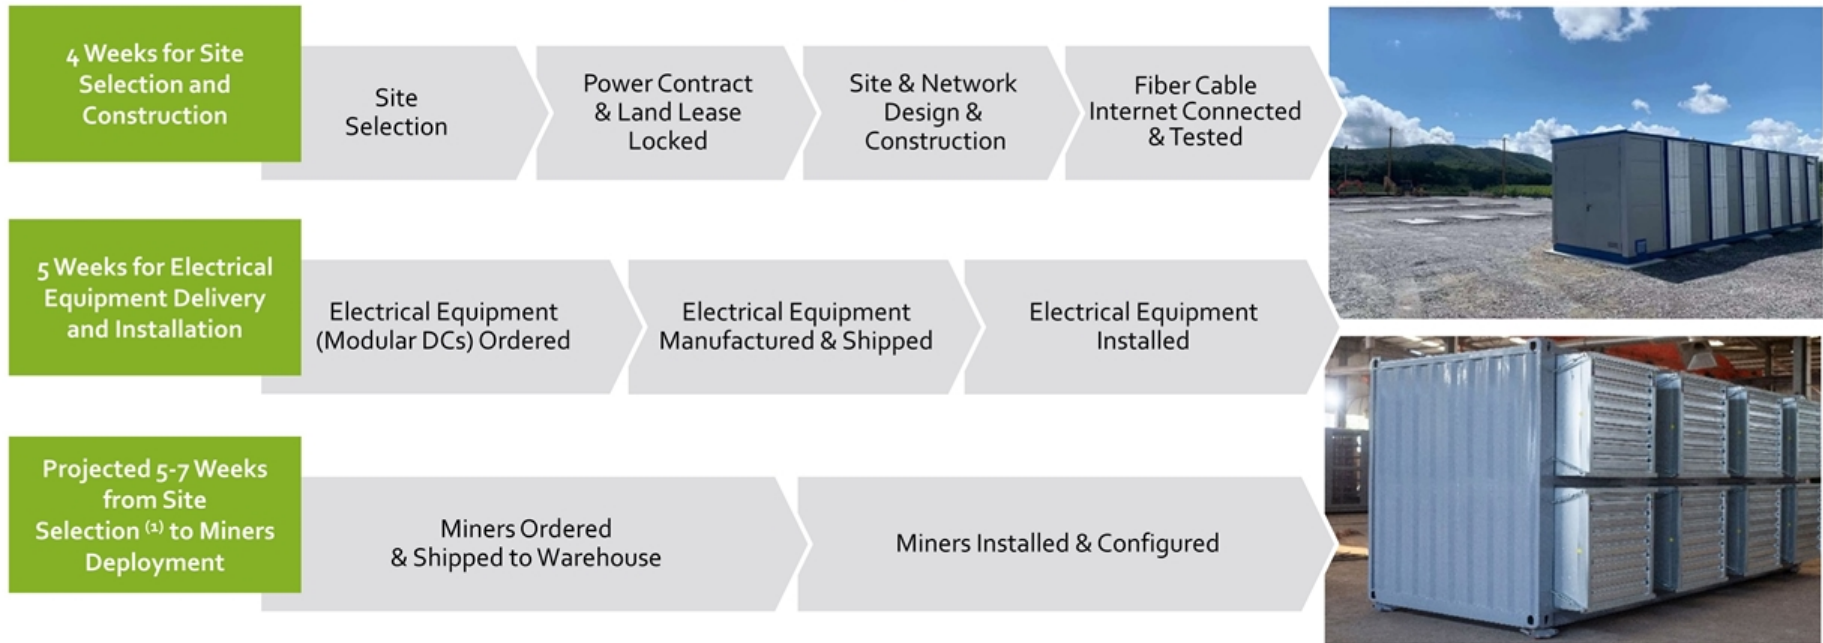 4 Weeks for Site
Selection and
Construction
Site
Selection
Power Contract
& Land Lease
Locked
Site & Network
Design &
Construction
Fiber Cable
Internet Connected
& Tested
5 Weeks for Electrical
Equipment Delivery
and Installation
Electrical Equipment
(Modular DCs) Ordered
Electrical Equipment
Manufactured & Shipped
Electrical Equipment
Installed
Projected 5-7 Weeks
from Site
Selection (1) to Miners
Deployment
Miners Ordered
& Shipped to Warehouse
Miners Installed & Configured